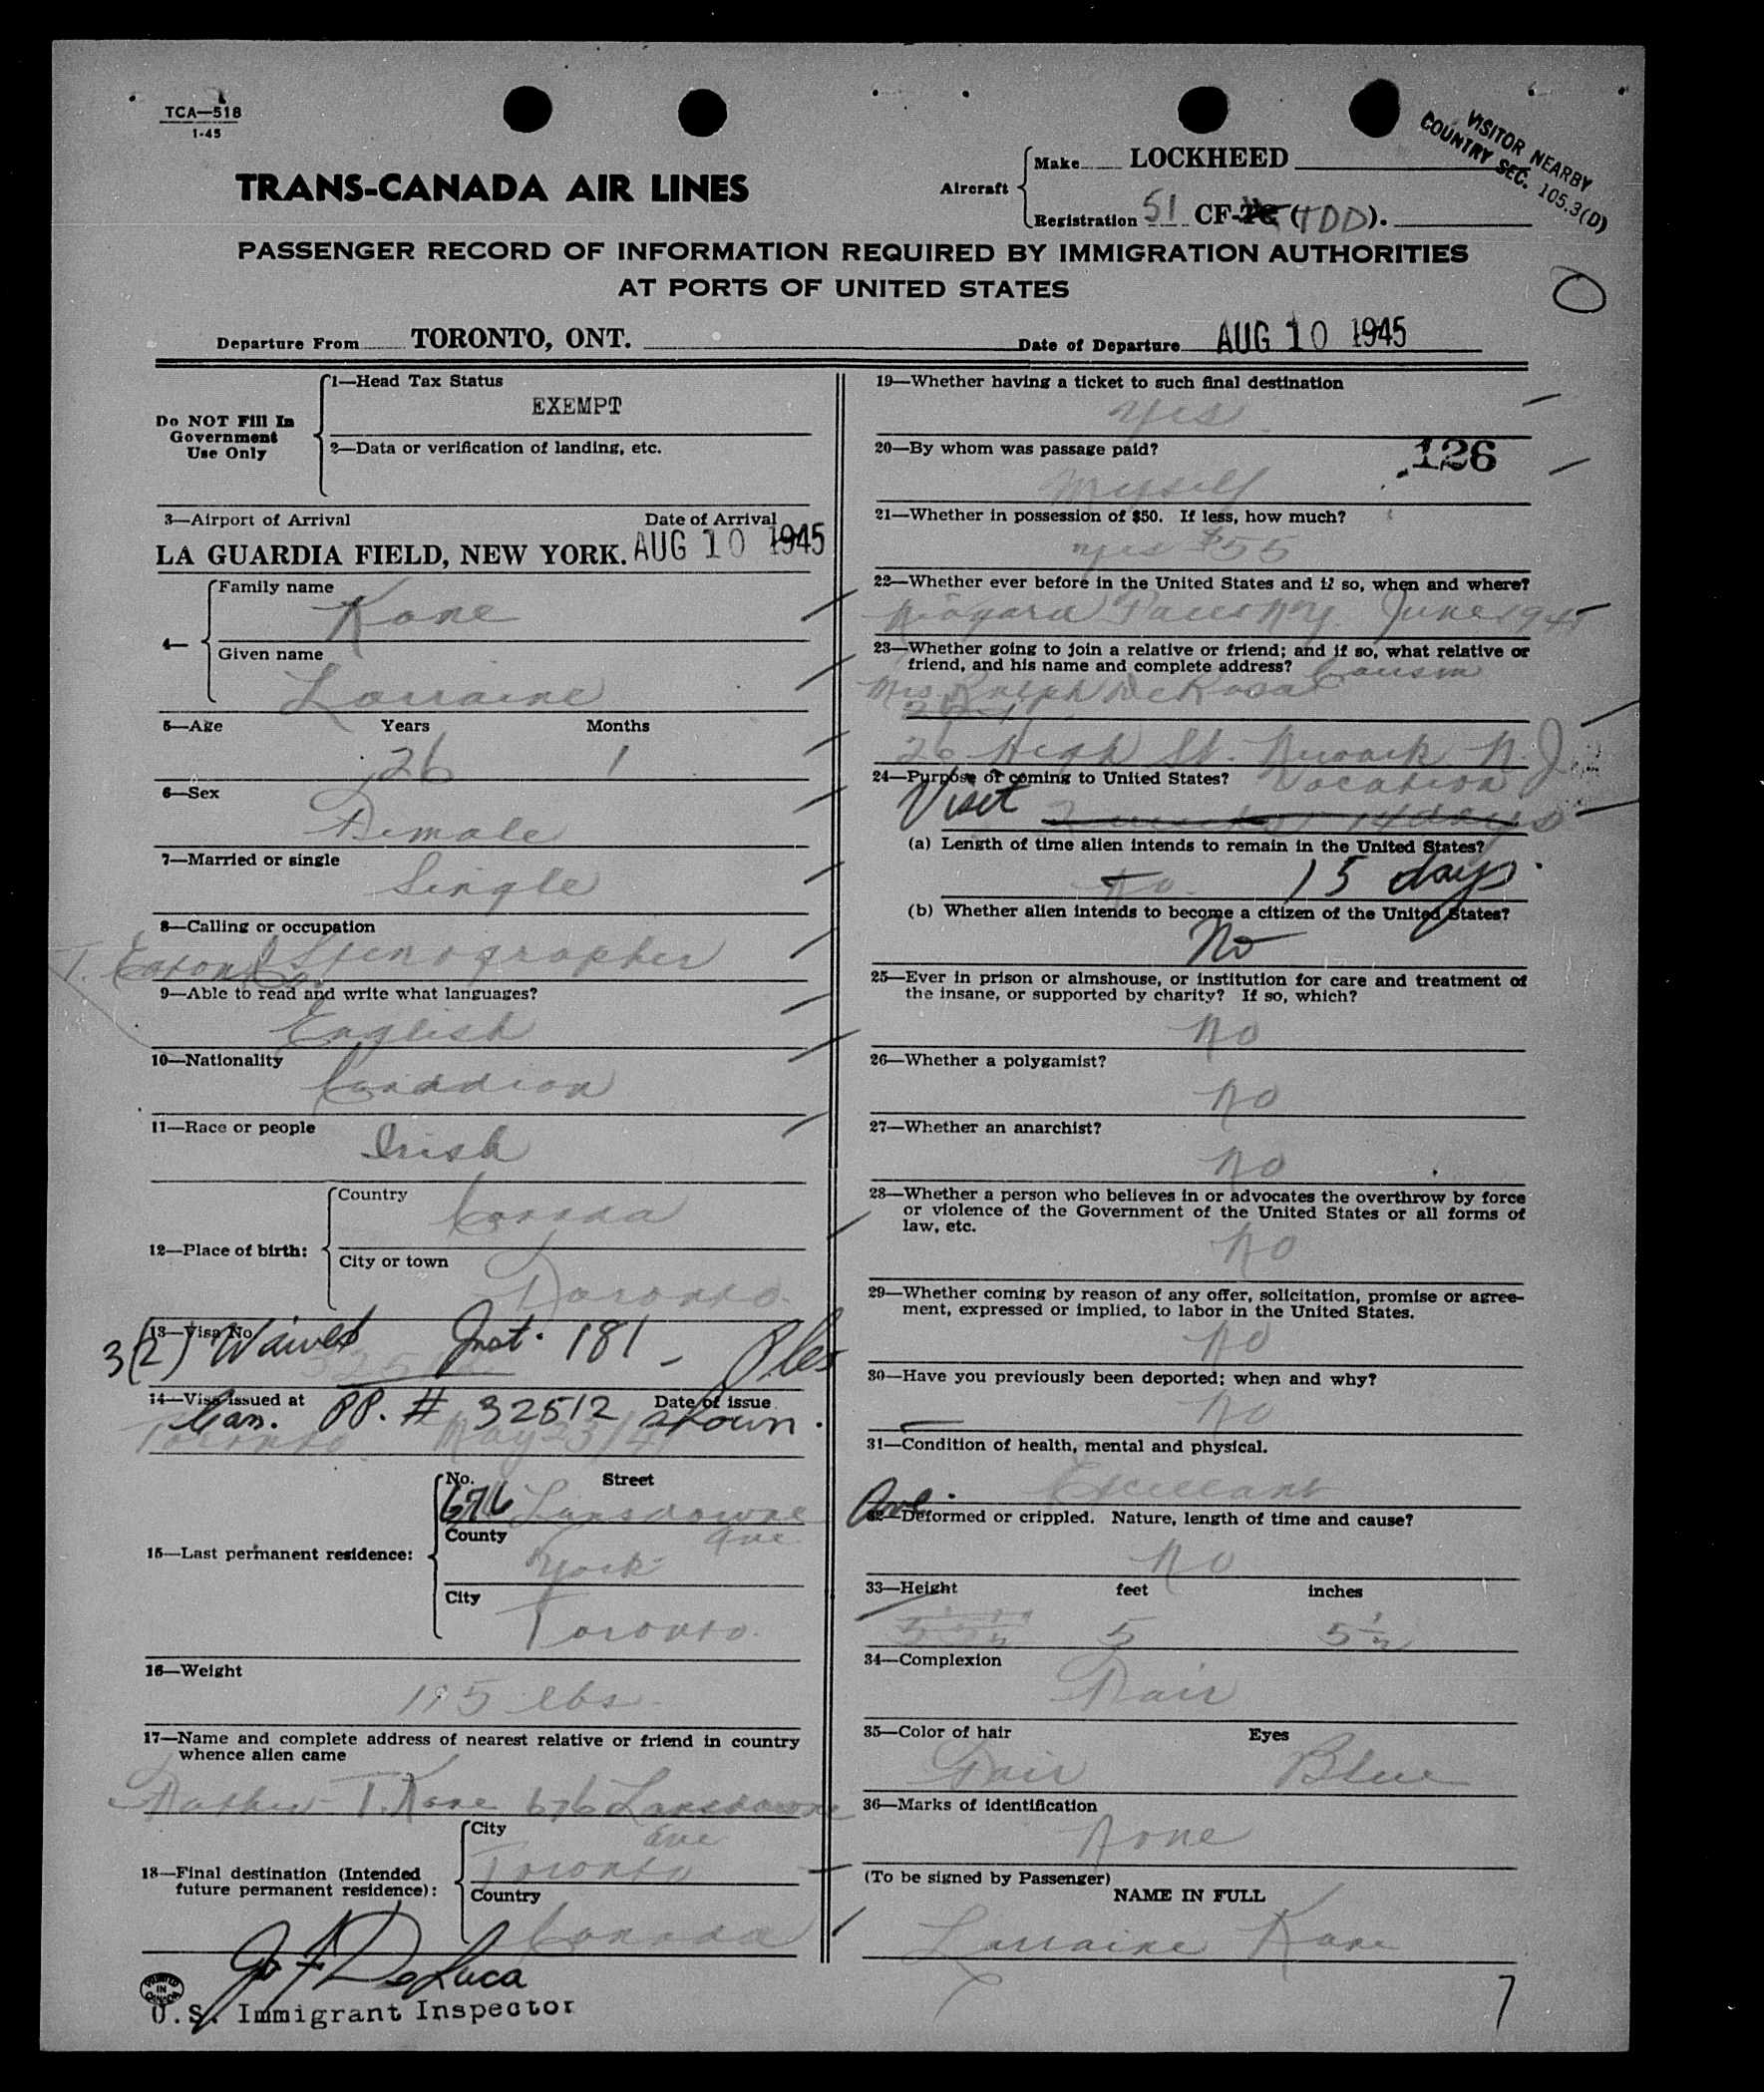 TCA—518
1-45
VISITOR NEARBY
COUNTRY SEC. 105.3(D)
TRANS-CANADA AIR LINES
Aircraft
Make LOCKHEED
Registration 51 CF-TC (TDD).
PASSENGER RECORD OF INFORMATION REQUIRED BY IMMIGRATION AUTHORITIES
AT PORTS OF UNITED STATES
Departure From TORONTO, ONT. Date of Departure AUG 10 1945
Do NOT Fill In
Government
Use Only
1—Head Tax Status
EXEMPT
2—Data or verification of landing, etc.
3—Airport of Arrival Date of Arrival
LA GUARDIA FIELD, NEW YORK. AUG 10 1945
4—
Family name
Kane
Given name
Lorraine
5—Age Years Months
26 1
6—Sex
Female
7—Married or single
Single
8—Calling or occupation
T. Eaton Co. Stenographer
9—Able to read and write what languages?
English
10—Nationality
Canadian
11—Race or people
Irish
12—Place of birth:
Country
Canada
City or town
Toronto.
13—Visa No.
3(2) Waived Inst. 181 -
14—Visa issued at Date of issue
Can. PP. # 32512 shown.
Toronto May 23/4
15—Last permanent residence:
No. Street
676 Lansdowne
Ave.
County
York
City
Toronto.
16—Weight
115 lbs.
17—Name and complete address of nearest relative or friend in country
whence alien came
Father T. Kane 676 Lansdowne
Ave
18—Final destination (Intended
future permanent residence):
City
Toronto
Country
Canada
DeLuca
U.S. Immigrant Inspector
PRINTED
IN
CANADA
19—Whether having a ticket to such final destination
yes
20—By whom was passage paid?
126
Myself
21—Whether in possession of $50. If less, how much?
yes $55
22—Whether ever before in the United States and if so, when and where?
Niagara Falls N.Y. June 1945
23—Whether going to join a relative or friend; and if so, what relative or
friend, and his name and complete address? Cousin
Mrs. Ralph DeRosa
26 High St. Newark N.J.
24—Purpose of coming to United States? Vacation
Visit 2 weeks 14 days
(a) Length of time alien intends to remain in the United States?
No. 15 days.
(b) Whether alien intends to become a citizen of the United States?
No
25—Ever in prison or almshouse, or institution for care and treatment of
the insane, or supported by charity? If so, which?
No
26—Whether a polygamist?
No
27—Whether an anarchist?
No
28—Whether a person who believes in or advocates the overthrow by force
or violence of the Government of the United States or all forms of
law, etc.
No
29—Whether coming by reason of any offer, solicitation, promise or agree-
ment, expressed or implied, to labor in the United States.
No
30—Have you previously been deported; when and why?
No
31—Condition of health, mental and physical.
Excellant
32—Deformed or crippled. Nature, length of time and cause?
No
33—Height feet inches
5 5½
34—Complexion
Fair
35—Color of hair Eyes
Fair Blue
36—Marks of identification
None
(To be signed by Passenger)
NAME IN FULL
Lorraine Kane
7